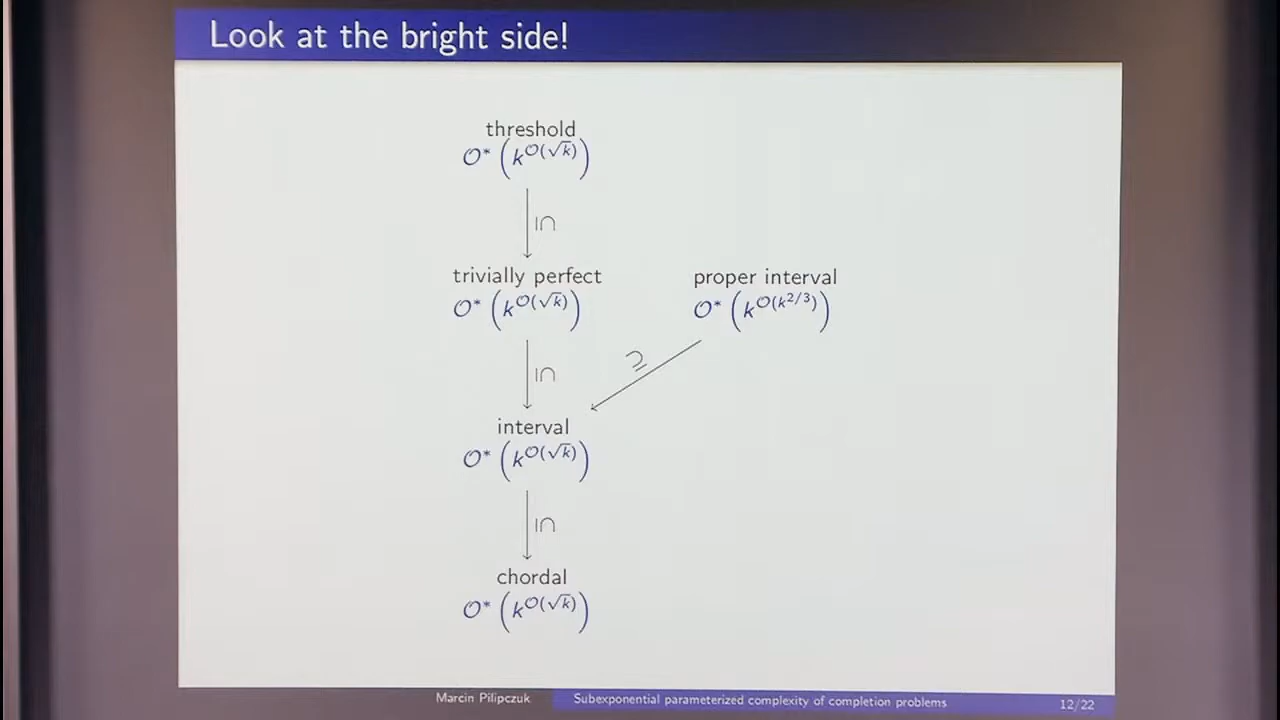 Look at the bright side!
threshold
𝒪* (k^𝒪(√k))
⊆
trivially perfect
𝒪* (k^𝒪(√k))
proper interval
𝒪* (k^𝒪(k^2/3))
⊆
⊇
interval
𝒪* (k^𝒪(√k))
⊆
chordal
𝒪* (k^𝒪(√k))
Marcin Pilipczuk Subexponential parameterized complexity of completion problems 12/22